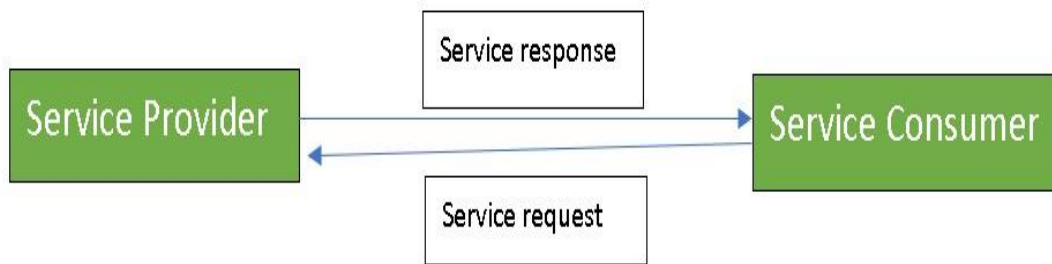 Service response
Service Provider
Service Consumer
Service request